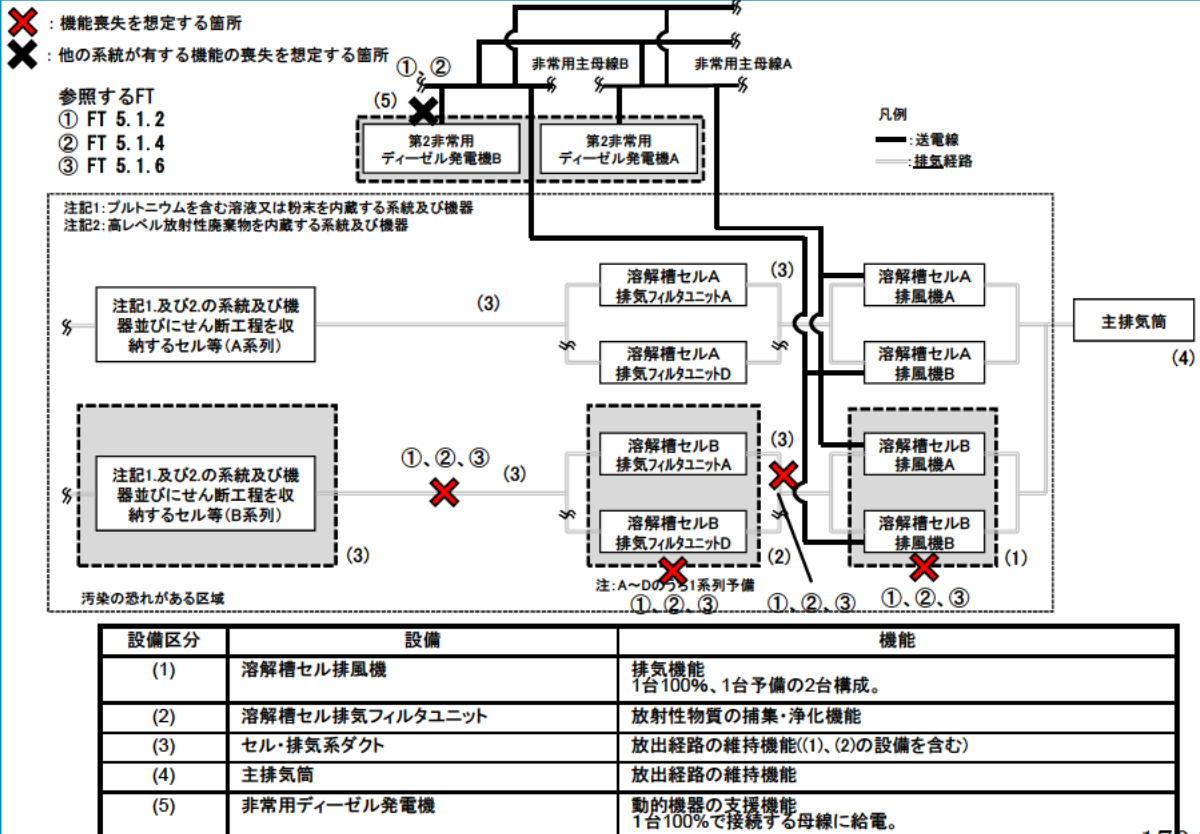 ：機能喪失を想定する箇所
：他の系統が有する機能の喪失を想定する箇所
①、②
非常用主母線B
非常用主母線A
参照するFT
① FT 5.1.2
② FT 5.1.4
③ FT 5.1.6
(5)
第2非常用
ディーゼル発電機B
第2非常用
ディーゼル発電機A
凡例
：送電線
：排気経路
注記1：プルトニウムを含む溶液又は粉末を内蔵する系統及び機器
注記2：高レベル放射性廃棄物を内蔵する系統及び機器
注記1.及び2.の系統及び機
器並びにせん断工程を収
納するセル等(A系列)
(3)
溶解槽セルA
排気フィルタユニットA
(3)
溶解槽セルA
排風機A
溶解槽セルA
排気フィルタユニットD
溶解槽セルA
排風機B
主排気筒
(4)
注記1.及び2.の系統及び機
器並びにせん断工程を収
納するセル等(B系列)
(3)
①、②、③
(3)
溶解槽セルB
排気フィルタユニットA
(3)
溶解槽セルB
排風機A
溶解槽セルB
排気フィルタユニットD
(2)
溶解槽セルB
排風機B
(1)
注：A～Dのうち1系列予備
①、②、③
①、②、③
①、②、③
汚染の恐れがある区域
設備区分 設備 機能
(1) 溶解槽セル排風機 排気機能
1台100%、1台予備の2台構成。
(2) 溶解槽セル排気フィルタユニット 放射性物質の捕集・浄化機能
(3) セル・排気系ダクト 放出経路の維持機能((1)、(2)の設備を含む)
(4) 主排気筒 放出経路の維持機能
(5) 非常用ディーゼル発電機 動的機器の支援機能
1台100%で接続する母線に給電。